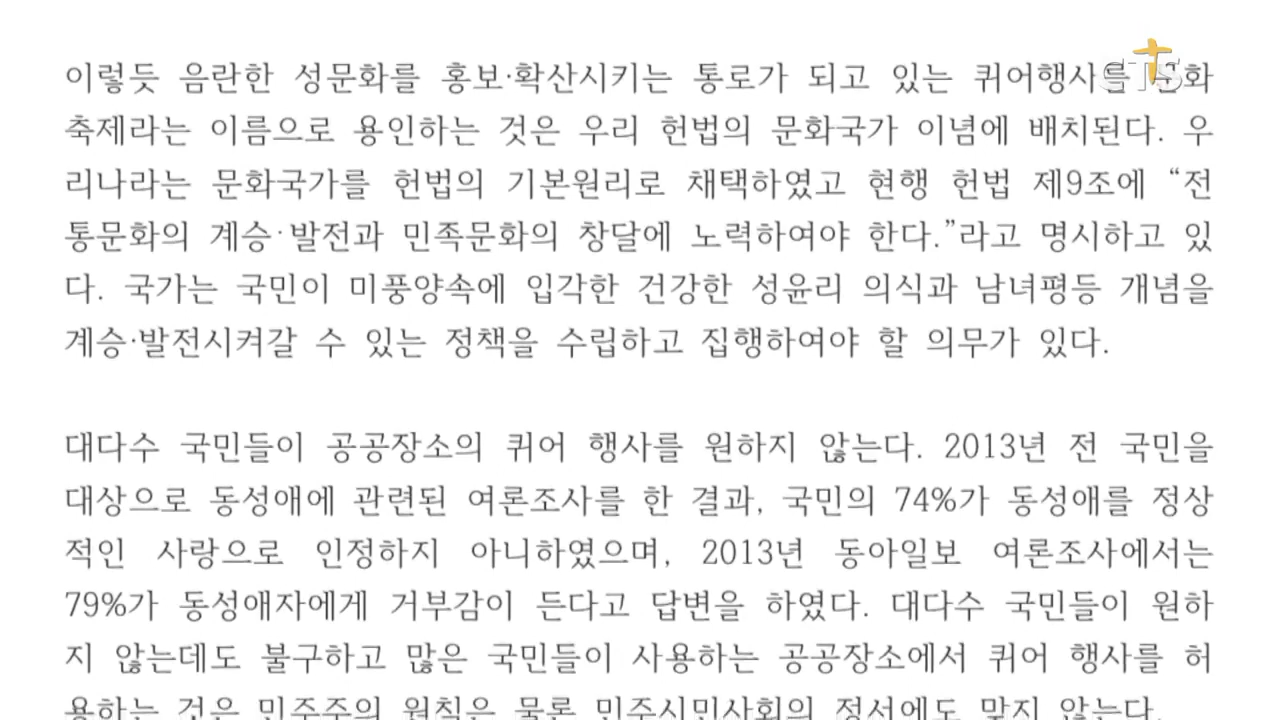 이렇듯 음란한 성문화를 홍보·확산시키는 통로가 되고 있는 퀴어행사를 문화
축제라는 이름으로 용인하는 것은 우리 헌법의 문화국가 이념에 배치된다. 우
리나라는 문화국가를 헌법의 기본원리로 채택하였고 현행 헌법 제9조에 “전
통문화의 계승·발전과 민족문화의 창달에 노력하여야 한다.”라고 명시하고 있
다. 국가는 국민이 미풍양속에 입각한 건강한 성윤리 의식과 남녀평등 개념을
계승·발전시켜갈 수 있는 정책을 수립하고 집행하여야 할 의무가 있다.
대다수 국민들이 공공장소의 퀴어 행사를 원하지 않는다. 2013년 전 국민을
대상으로 동성애에 관련된 여론조사를 한 결과, 국민의 74%가 동성애를 정상
적인 사랑으로 인정하지 아니하였으며, 2013년 동아일보 여론조사에서는
79%가 동성애자에게 거부감이 든다고 답변을 하였다. 대다수 국민들이 원하
지 않는데도 불구하고 많은 국민들이 사용하는 공공장소에서 퀴어 행사를 허
용하는 것은 민주주의 원칙은 물론 민주시민사회의 정서에도 맞지 않는다.
CTS